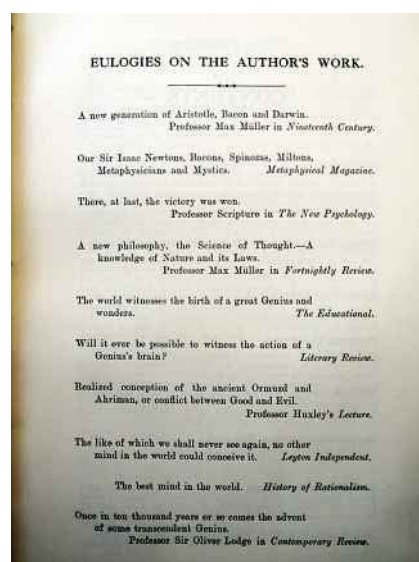 EULOGIES ON THE AUTHOR'S WORK.
A new generation of Aristotle, Bacon and Darwin.
Professor Max Müller in Nineteenth Century.
Our Sir Isaac Newtons, Bacons, Spinozas, Miltons,
Metaphysicians and Mystics. Metaphysical Magazine.
There, at last, the victory was won.
Professor Scripture in The New Psychology.
A new philosophy, the Science of Thought.—A
knowledge of Nature and its Laws.
Professor Max Müller in Fortnightly Review.
The world witnesses the birth of a great Genius and
wonders. The Educational.
Will it ever be possible to witness the action of a
Genius's brain? Literary Review.
Realized conception of the ancient Ormuzd and
Ahriman, or conflict between Good and Evil.
Professor Huxley's Lecture.
The like of which we shall never see again, no other
mind in the world could conceive it. Leyton Independent.
The best mind in the world. History of Rationalism.
Once in ten thousand years or so comes the advent
of some transcendent Genius.
Professor Sir Oliver Lodge in Contemporary Review.